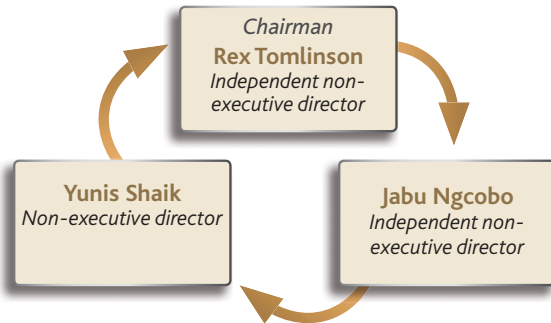 Chairman
Rex Tomlinson
Independent non-
executive director
Yunis Shaik
Non-executive director
Jabu Ngcobo
Independent non-
executive director